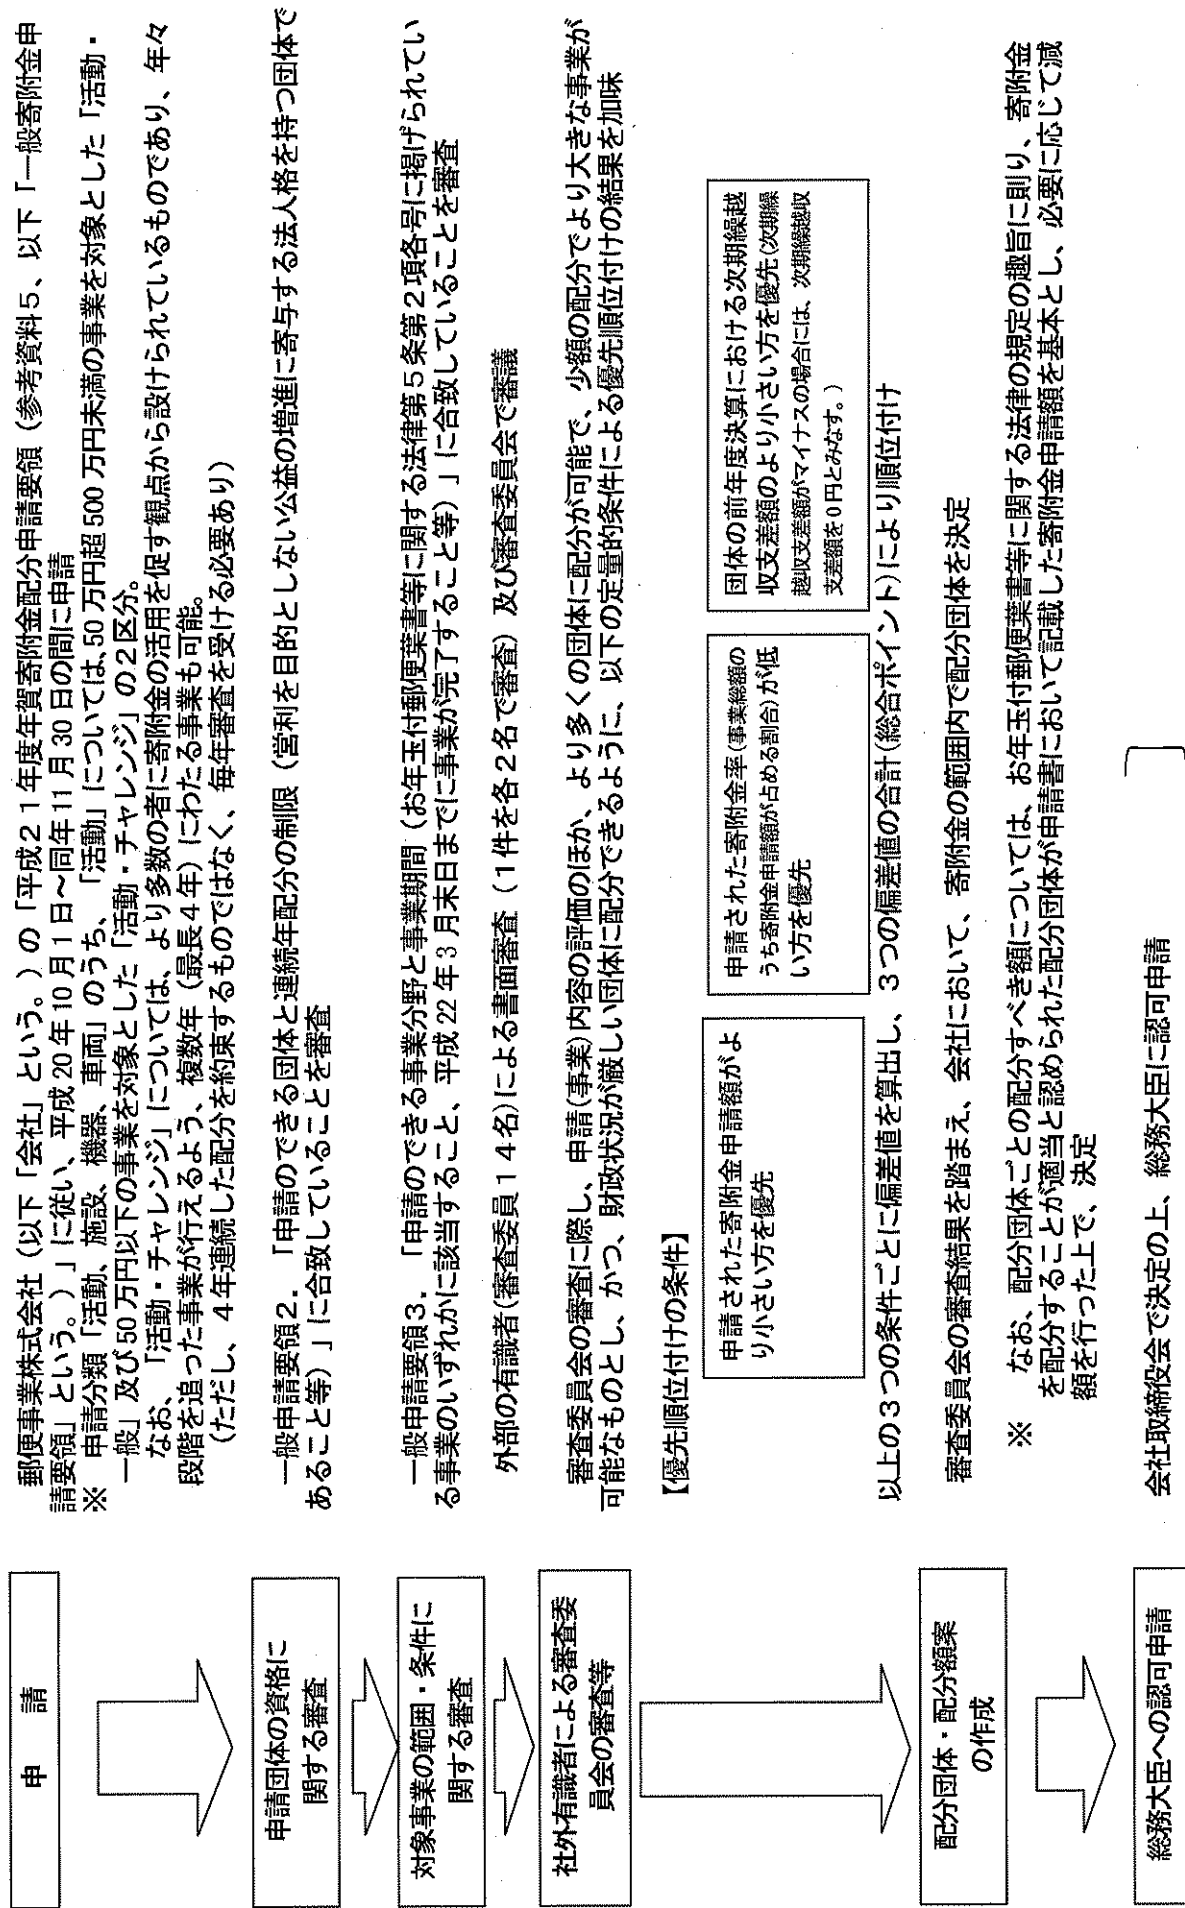 申　請
郵便事業株式会社（以下「会社」という。）の「平成２１年度年賀寄附金配分申請要領（参考資料５、以下「一般寄附金申
請要領」という。）」に従い、平成 20 年 10 月 1 日～同年 11 月 30 日の間に申請
※　申請分類「活動、施設、機器、車両」のうち、「活動」については、50 万円超 500 万円未満の事業を対象とした「活動・
一般」及び 50 万円以下の事業を対象とした「活動・チャレンジ」の２区分。
なお、「活動・チャレンジ」については、より多数の者に寄附金の活用を促す観点から設けられているものであり、年々
段階を追った事業が行えるよう、複数年（最長４年）にわたる事業も可能。
（ただし、４年連続した配分を約束するものではなく、毎年審査を受ける必要あり）
申請団体の資格に
関する審査
一般申請要領２．「申請のできる団体と連続年配分の制限（営利を目的としない公益の増進に寄与する法人格を持つ団体で
あること等）」に合致していることを審査
対象事業の範囲・条件に
関する審査
一般申請要領３．「申請のできる事業分野と事業期間（お年玉付郵便葉書等に関する法律第５条第２項各号に掲げられてい
る事業のいずれかに該当すること、平成 22 年 3 月末日までに事業が完了すること等）」に合致していることを審査
社外有識者による審査委
員会の審査等
外部の有識者（審査委員１４名）による書面審査（１件を各２名で審査）及び審査委員会で審議
審査委員会の審査に際し、申請（事業）内容の評価のほか、より多くの団体に配分が可能で、少額の配分でより大きな事業が
可能なものとし、かつ、財政状況が厳しい団体に配分できるように、以下の定量的条件による優先順位付けの結果を加味
【優先順位付けの条件】
申請された寄附金申請額がよ
り小さい方を優先
申請された寄附金率（事業総額の
うち寄附金申請額が占める割合）が低
い方を優先
団体の前年度決算における次期繰越
収支差額のより小さい方を優先（次期繰
越収支差額がマイナスの場合には、次期繰越収
支差額を０円とみなす。）
以上の３つの条件ごとに偏差値を算出し、３つの偏差値の合計（総合ポイント）により順位付け
配分団体・配分額案
の作成
審査委員会の審査結果を踏まえ、会社において、寄附金の範囲内で配分団体を決定
※　なお、配分団体ごとの配分すべき額については、お年玉付郵便葉書等に関する法律の規定の趣旨に則り、寄附金
を配分することが適当と認められた配分団体が申請書において記載した寄附金申請額を基本とし、必要に応じて減
額を行った上で、決定
総務大臣への認可申請
会社取締役会で決定の上、総務大臣に認可申請